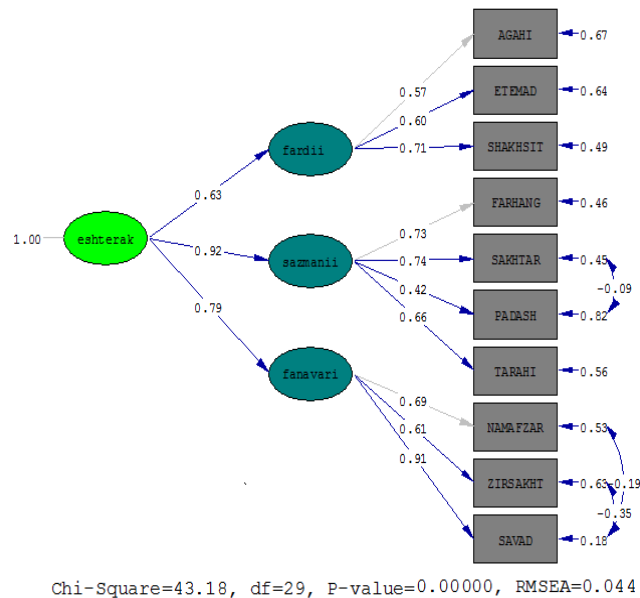 AGAHI
0.67
0.57
ETEMAD
0.64
0.60
fardii
0.71
SHAKHSIT
0.49
0.63
FARHANG
0.46
1.00
eshterak
0.73
0.92
sazmanii
0.74
SAKHTAR
0.45
0.42
-0.09
PADASH
0.82
0.79
0.66
TARAHI
0.56
fanavari
0.69
NAMAFZAR
0.53
0.61
0.91
ZIRSAKHT
0.63
-0.19
-0.35
SAVAD
0.18
Chi-Square=43.18, df=29, P-value=0.00000, RMSEA=0.044